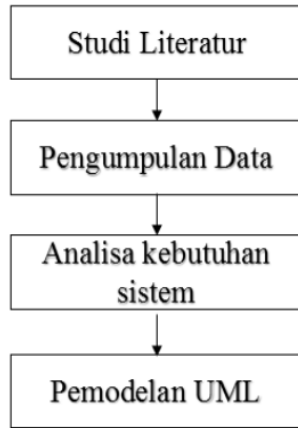 Studi Literatur
Pengumpulan Data
Analisa kebutuhan
sistem
Pemodelan UML